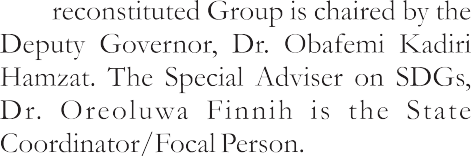 reconstituted Group is chaired by the
Deputy Governor, Dr. Obafemi Kadiri
Hamzat. The Special Adviser on SDGs,
Dr. Oreoluwa Finnih is the State
Coordinator/Focal Person.